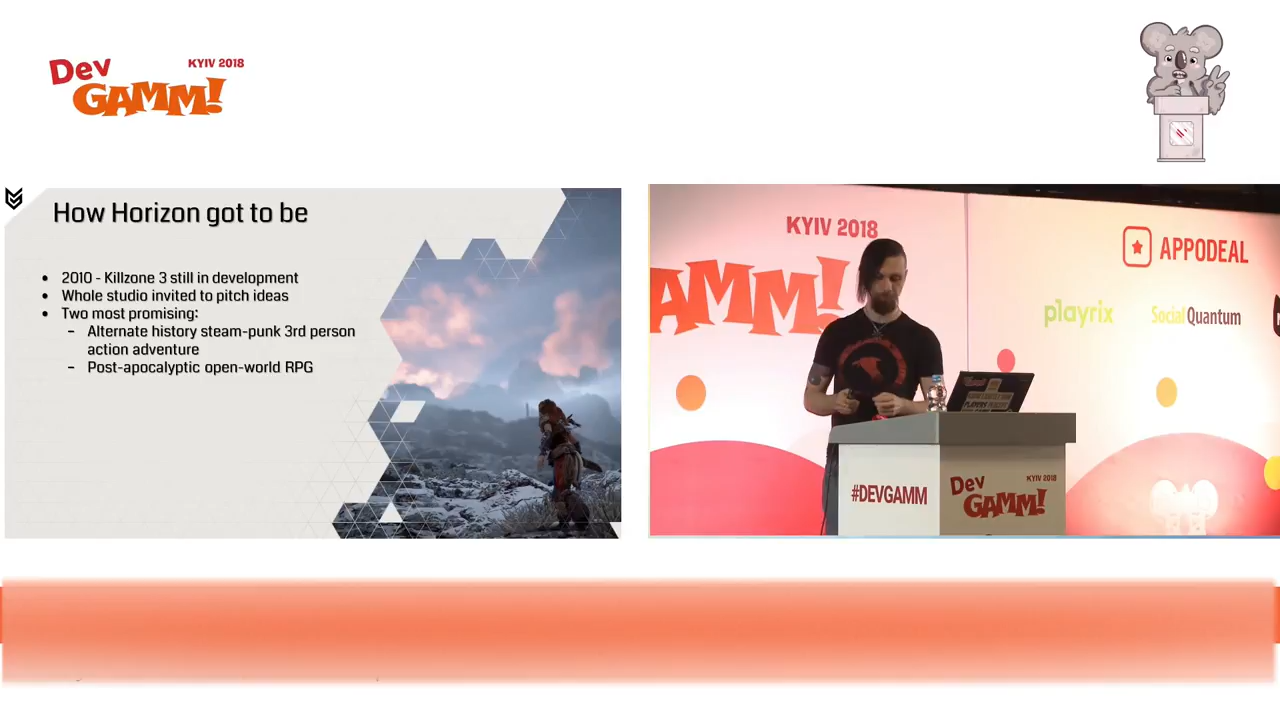 Dev
GAMM!
KYIV 2018
How Horizon got to be
• 2010 - Killzone 3 still in development
• Whole studio invited to pitch ideas
• Two most promising:
– Alternate history steam-punk 3rd person
action adventure
– Post-apocalyptic open-world RPG
KYIV 2018
AMM!
APPODEAL
playrix
SocialQuantum
#DEVGAMM
Dev
GAMM!
KYIV 2018